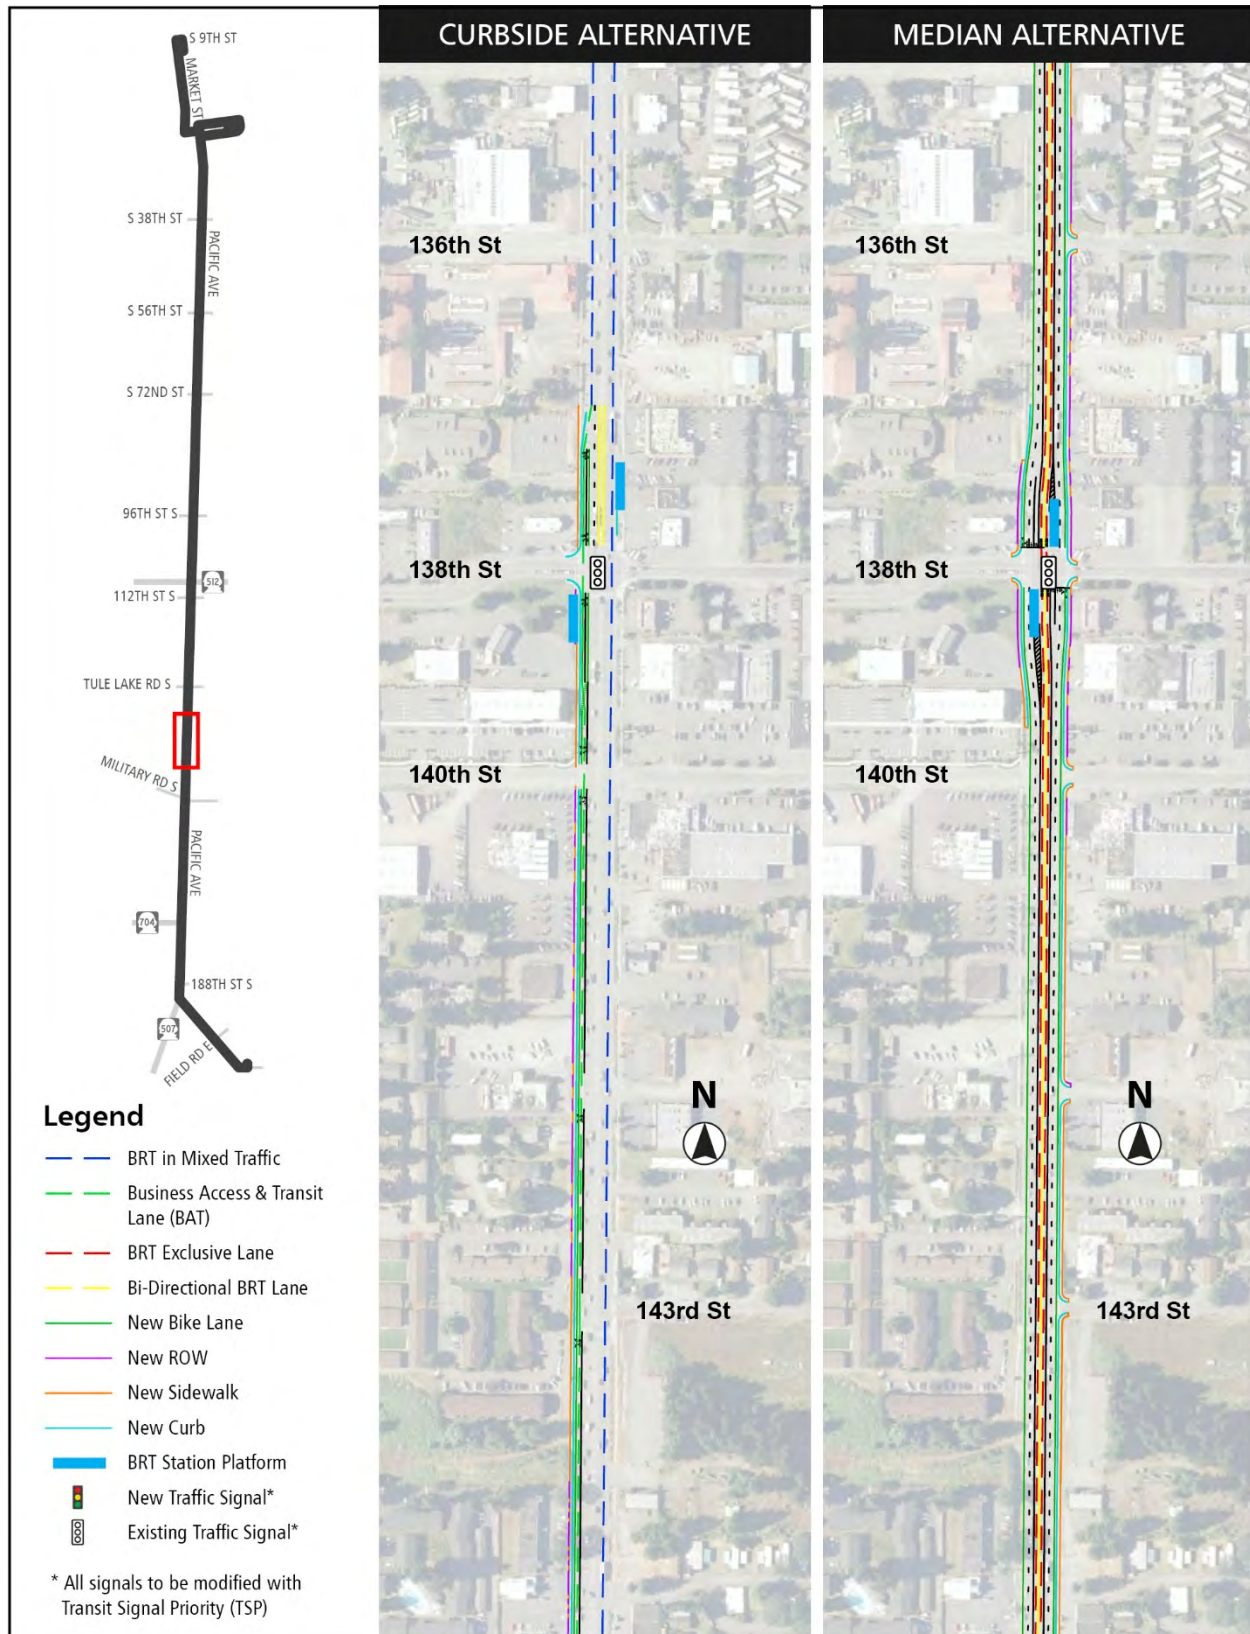 S 9TH ST
MARKET ST
S 38TH ST
PACIFIC AVE
S 56TH ST
S 72ND ST
96TH ST S
512
112TH ST S
TULE LAKE RD S
MILITARY RD S
PACIFIC AVE
704
188TH ST S
507
FIELD RD E
Legend
BRT in Mixed Traffic
Business Access & Transit
Lane (BAT)
BRT Exclusive Lane
Bi-Directional BRT Lane
New Bike Lane
New ROW
New Sidewalk
New Curb
BRT Station Platform
New Traffic Signal*
Existing Traffic Signal*
* All signals to be modified with
Transit Signal Priority (TSP)
CURBSIDE ALTERNATIVE
136th St
138th St
140th St
N
143rd St
MEDIAN ALTERNATIVE
136th St
138th St
140th St
N
143rd St